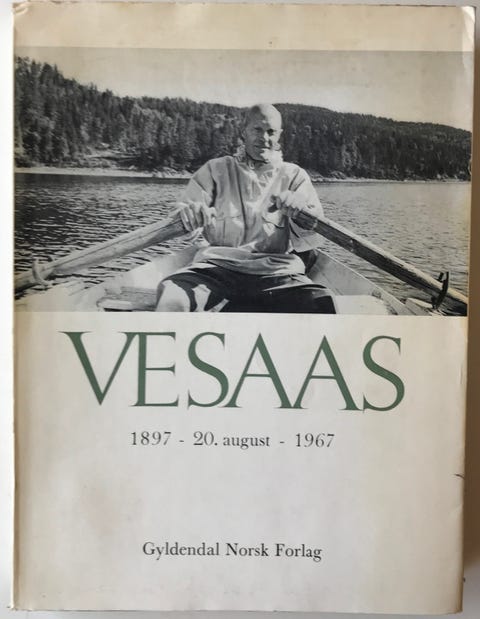 VESAAS
1897 - 20. august - 1967
Gyldendal Norsk Forlag